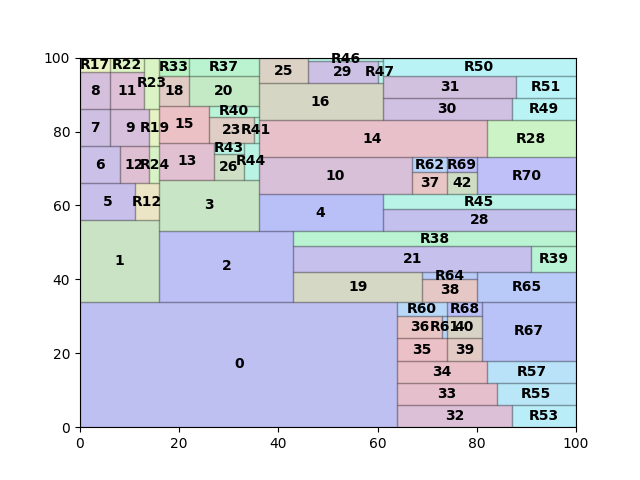 100
R17 R22 R33 R37 R46 R50
R23 25 29 R47
8 11 18 20 31 R51
16 30 R49
R40
7 9 R19 15 23 R41 14 R28
R43
6 12 R24 13 26 R44 R62 R69
10 37 42 R70
5 R12 3 R45
4 28
80
60
40
20
0
1 2 R38
21 R39
19 R64
38 R65
R60 R68
36 R61 40 R67
0 35 39
34 R57
33 R55
32 R53
0 20 40 60 80 100